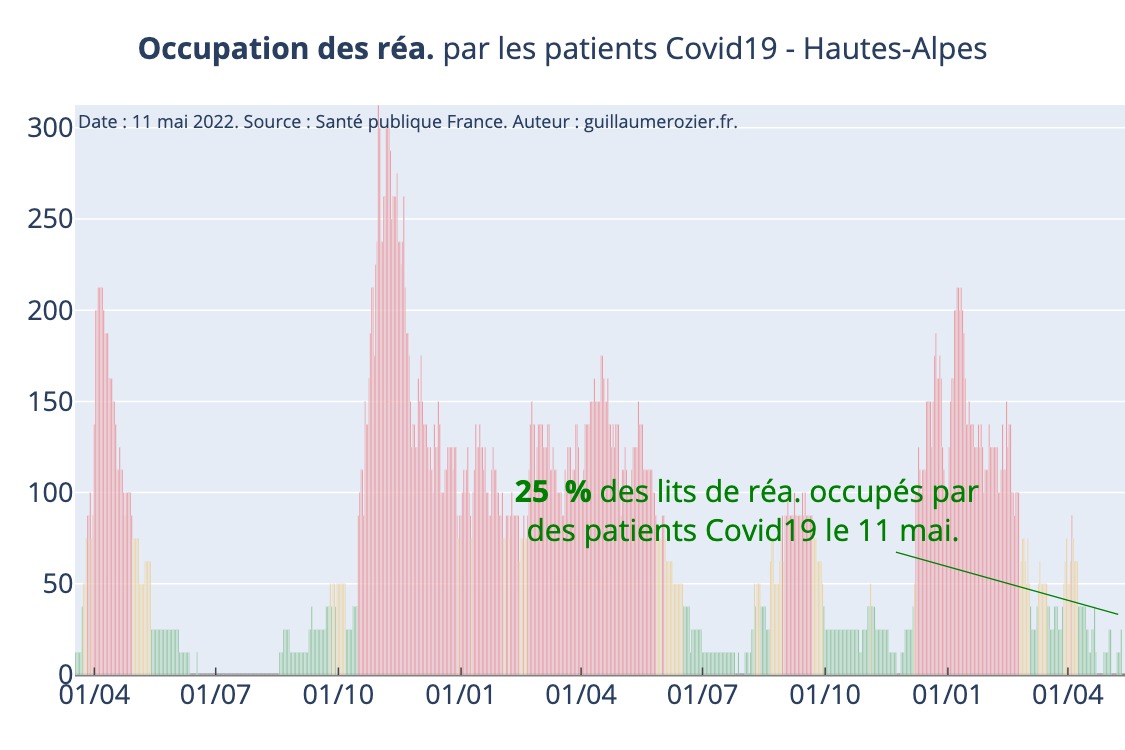 Occupation des réa. par les patients Covid19 - Hautes-Alpes
Date : 11 mai 2022. Source : Santé publique France. Auteur : guillaumerozier.fr.
300
250
200
150
100
50
0
25 % des lits de réa. occupés par
des patients Covid19 le 11 mai.
01/04 01/07 01/10 01/01 01/04 01/07 01/10 01/01 01/04